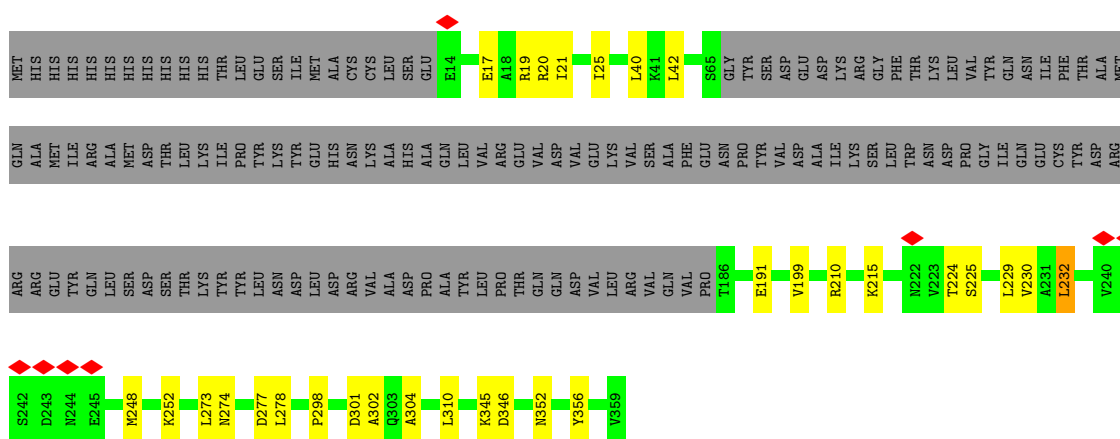 MET HIS HIS HIS HIS HIS HIS HIS HIS HIS HIS THR LEU GLU SER ILE MET ALA CYS CYS LEU SER GLU E14 E17 A18 R19 R20 I21 I25 L40 K41 L42 S65 GLY TYR SER ASP GLU ASP LYS ARG GLY PHE THR LYS LEU VAL TYR GLN ASN ILE PHE THR ALA MET
GLN ALA MET ILE ARG ALA MET ASP THR LEU LYS ILE PRO TYR LYS TYR GLU HIS ASN LYS ALA HIS ALA GLN LEU VAL ARG GLU VAL ASP VAL GLU LYS VAL SER ALA PHE GLU ASN PRO TYR VAL ASP ALA ILE LYS SER LEU TRP ASN ASP PRO GLY ILE GLN GLU CYS TYR ASP ARG
ARG ARG GLU TYR GLN LEU SER ASP SER THR LYS TYR TYR LEU ASN ASP LEU ASP ARG VAL ALA ASP PRO ALA TYR LEU PRO THR GLN GLN ASP VAL LEU ARG VAL GLN VAL PRO T186 E191 V199 R210 K215 N222 V223 T224 S225 L229 V230 A231 L232 V240
S242 D243 N244 E245 M248 K252 L273 N274 D277 L278 P298 D301 A302 Q303 A304 L310 K345 D346 N352 Y356 V359